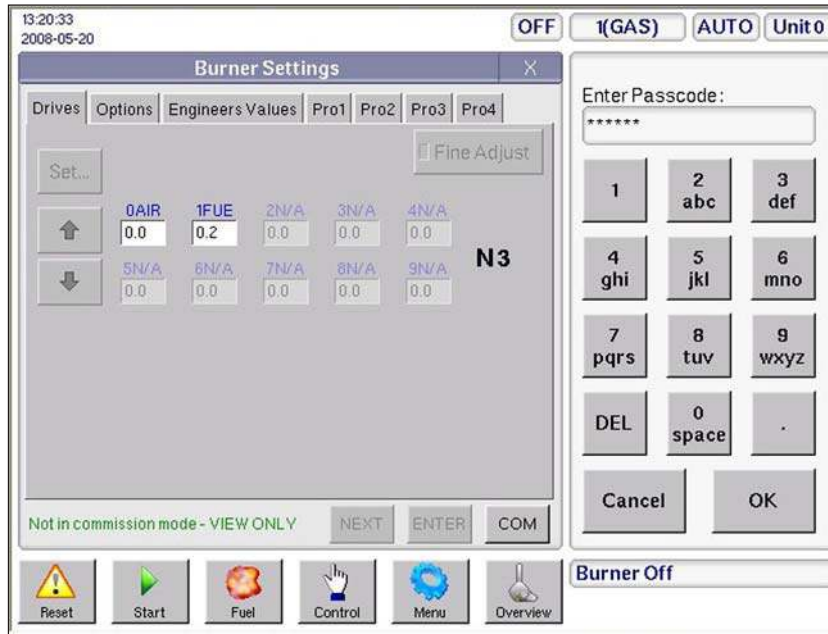 13:20:33
2008-05-20
OFF
1(GAS)
AUTO
Unit 0
Burner Settings
X
Drives
Options
Engineers Values
Pro1
Pro2
Pro3
Pro4
Set...
Fine Adjust
0AIR
1FUE
2N/A
3N/A
4N/A
0.0
0.2
0.0
0.0
0.0
5N/A
6N/A
7N/A
8N/A
9N/A
0.0
0.0
0.0
0.0
0.0
N3
Not in commission mode - VIEW ONLY
NEXT
ENTER
COM
Enter Passcode:
******
1
2
abc
3
def
4
ghi
5
jkl
6
mno
7
pqrs
8
tuv
9
wxyz
DEL
0
space
.
Cancel
OK
Reset
Start
Fuel
Control
Menu
Overview
Burner Off